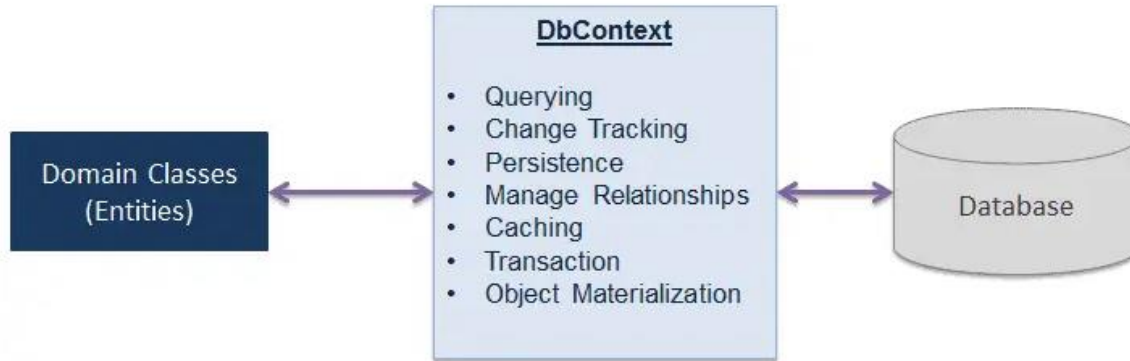 Domain Classes
(Entities)
DbContext
• Querying
• Change Tracking
• Persistence
• Manage Relationships
• Caching
• Transaction
• Object Materialization
Database